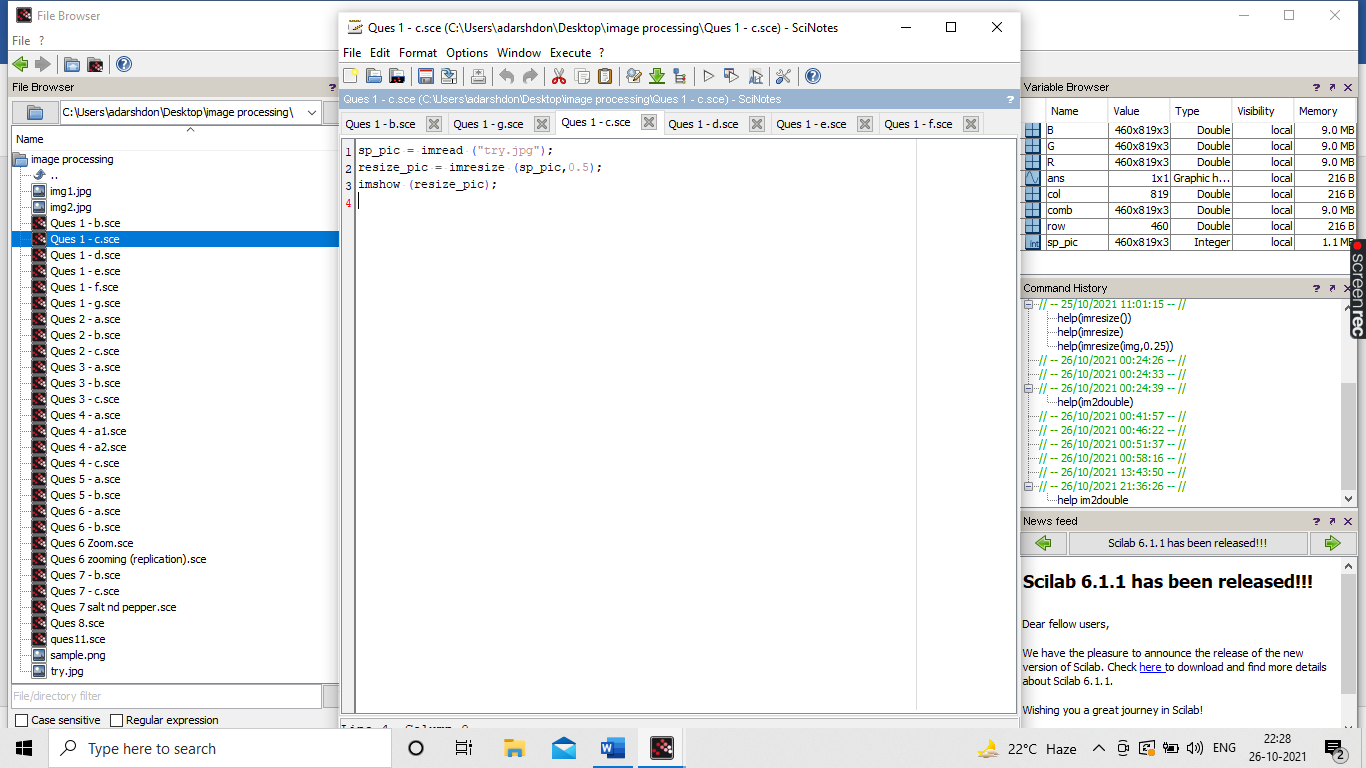 File Browser
File ?
File Browser ?
C:\Users\adarshdon\Desktop\image processing\
Name
image processing
..
img1.jpg
img2.jpg
Ques 1 - b.sce
Ques 1 - c.sce
Ques 1 - d.sce
Ques 1 - e.sce
Ques 1 - f.sce
Ques 1 - g.sce
Ques 2 - a.sce
Ques 2 - b.sce
Ques 2 - c.sce
Ques 3 - a.sce
Ques 3 - b.sce
Ques 3 - c.sce
Ques 4 - a.sce
Ques 4 - a1.sce
Ques 4 - a2.sce
Ques 4 - c.sce
Ques 5 - a.sce
Ques 5 - b.sce
Ques 6 - a.sce
Ques 6 - b.sce
Ques 6 Zoom.sce
Ques 6 zooming (replication).sce
Ques 7 - b.sce
Ques 7 - c.sce
Ques 7 salt nd pepper.sce
Ques 8.sce
ques11.sce
sample.png
try.jpg
File/directory filter
Case sensitive Regular expression
Ques 1 - c.sce (C:\Users\adarshdon\Desktop\image processing\Ques 1 - c.sce) - SciNotes
File Edit Format Options Window Execute ?
Ques 1 - c.sce (C:\Users\adarshdon\Desktop\image processing\Ques 1 - c.sce) - SciNotes ?
Ques 1 - b.sce Ques 1 - g.sce Ques 1 - c.sce Ques 1 - d.sce Ques 1 - e.sce Ques 1 - f.sce
1 sp_pic = imread ("try.jpg");
2 resize_pic = imresize (sp_pic,0.5);
3 imshow (resize_pic);
4
Variable Browser ?
Name Value Type Visibility Memory
B 460x819x3 Double local 9.0 MB
G 460x819x3 Double local 9.0 MB
R 460x819x3 Double local 9.0 MB
ans 1x1 Graphic h... local 216 B
col 819 Double local 216 B
comb 460x819x3 Double local 9.0 MB
row 460 Double local 216 B
int sp_pic 460x819x3 Integer local 1.1 MB
screenrec
Command History ?
// -- 25/10/2021 11:01:15 -- //
help(imresize())
help(imresize)
help(imresize(img,0.25))
// -- 26/10/2021 00:24:26 -- //
// -- 26/10/2021 00:24:33 -- //
// -- 26/10/2021 00:24:39 -- //
help(im2double)
// -- 26/10/2021 00:41:57 -- //
// -- 26/10/2021 00:46:22 -- //
// -- 26/10/2021 00:51:37 -- //
// -- 26/10/2021 00:58:16 -- //
// -- 26/10/2021 13:43:50 -- //
// -- 26/10/2021 21:36:26 -- //
help im2double
News feed ?
Scilab 6.1.1 has been released!!!
Scilab 6.1.1 has been released!!!
Dear fellow users,
We have the pleasure to announce the release of the new
version of Scilab. Check here to download and find more details
about Scilab 6.1.1.
Wishing you a great journey in Scilab!
Type here to search
22°C Haze
ENG
22:28
26-10-2021
2